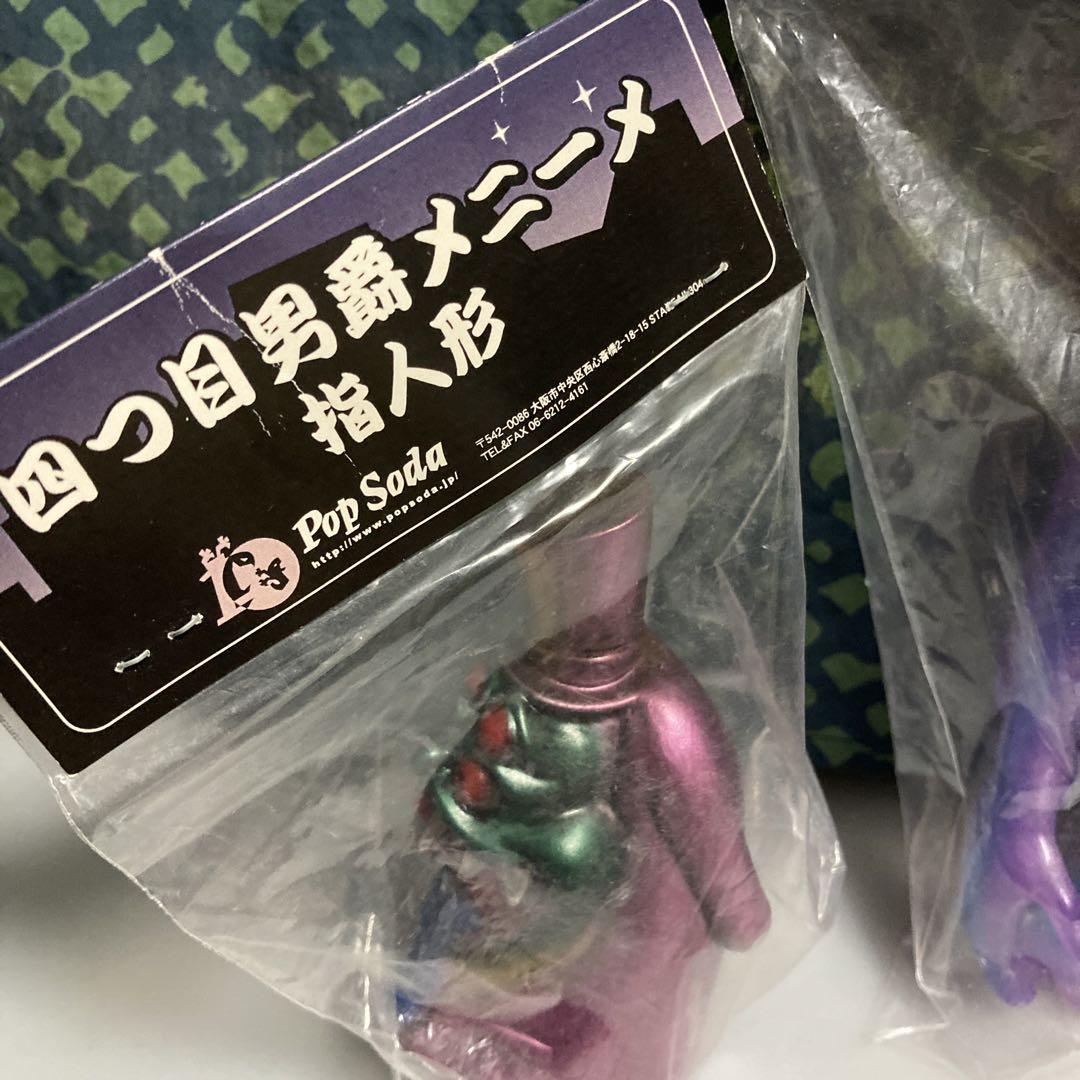 四つ目男爵メニーメ
指人形
Pop Soda
http://www.popsoda.jp/
〒542-0086 大阪市中央区西心斎橋2-18-15 304
TEL&FAX 06-6212-4161